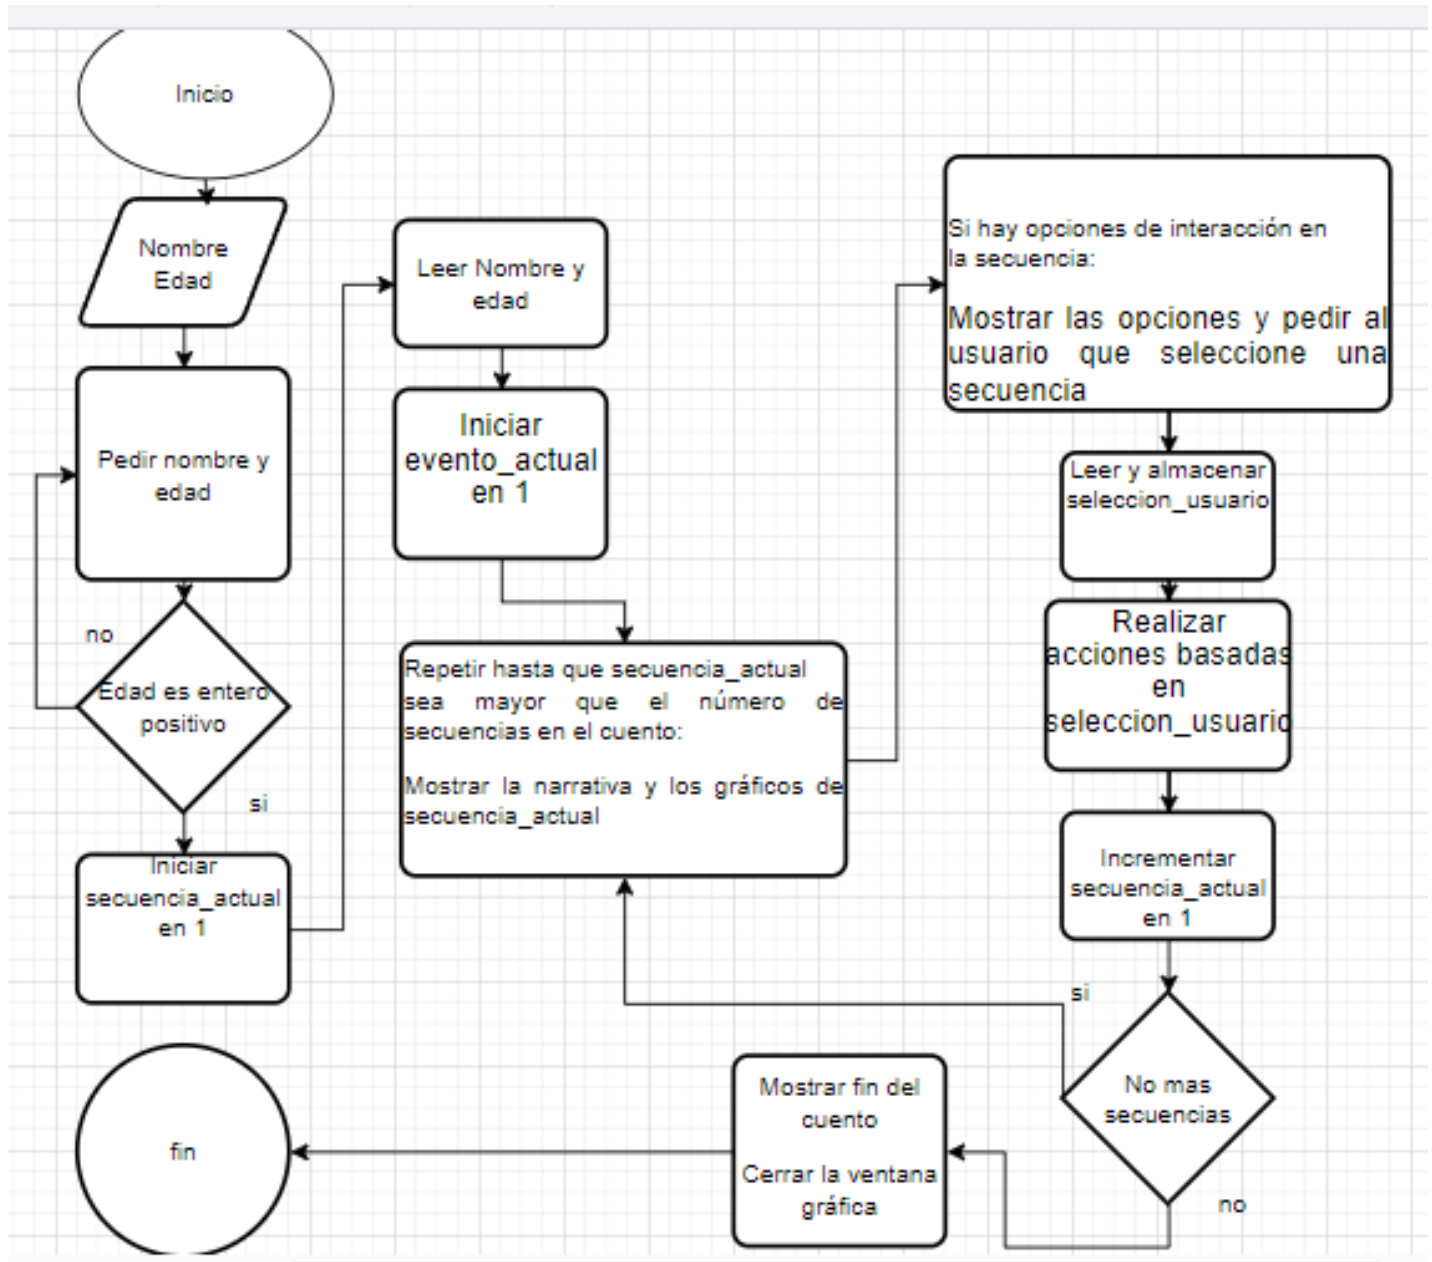 Inicio
Nombre
Edad
Pedir nombre y
edad
no
Edad es entero
positivo
si
Iniciar
secuencia_actual
en 1
Leer Nombre y
edad
Iniciar
evento_actual
en 1
Repetir hasta que secuencia_actual
sea mayor que el número de
secuencias en el cuento:
Mostrar la narrativa y los gráficos de
secuencia_actual
Si hay opciones de interacción en
la secuencia:
Mostrar las opciones y pedir al
usuario que seleccione una
secuencia
Leer y almacenar
seleccion_usuario
Realizar
acciones basadas
en
seleccion_usuario
Incrementar
secuencia_actual
en 1
si
No mas
secuencias
no
Mostrar fin del
cuento
Cerrar la ventana
gráfica
fin